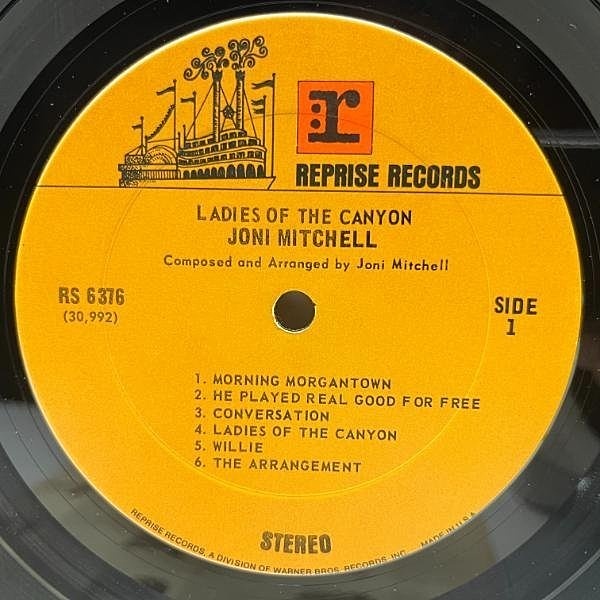 r
REPRISE RECORDS
LADIES OF THE CANYON
JONI MITCHELL
Composed and Arranged by Joni Mitchell
RS 6376
(30,992)
SIDE
1
1. MORNING MORGANTOWN
2. HE PLAYED REAL GOOD FOR FREE
3. CONVERSATION
4. LADIES OF THE CANYON
5. WILLIE
6. THE ARRANGEMENT
STEREO
REPRISE RECORDS, A DIVISION OF WARNER BROS. RECORDS, INC. MADE IN U.S.A.